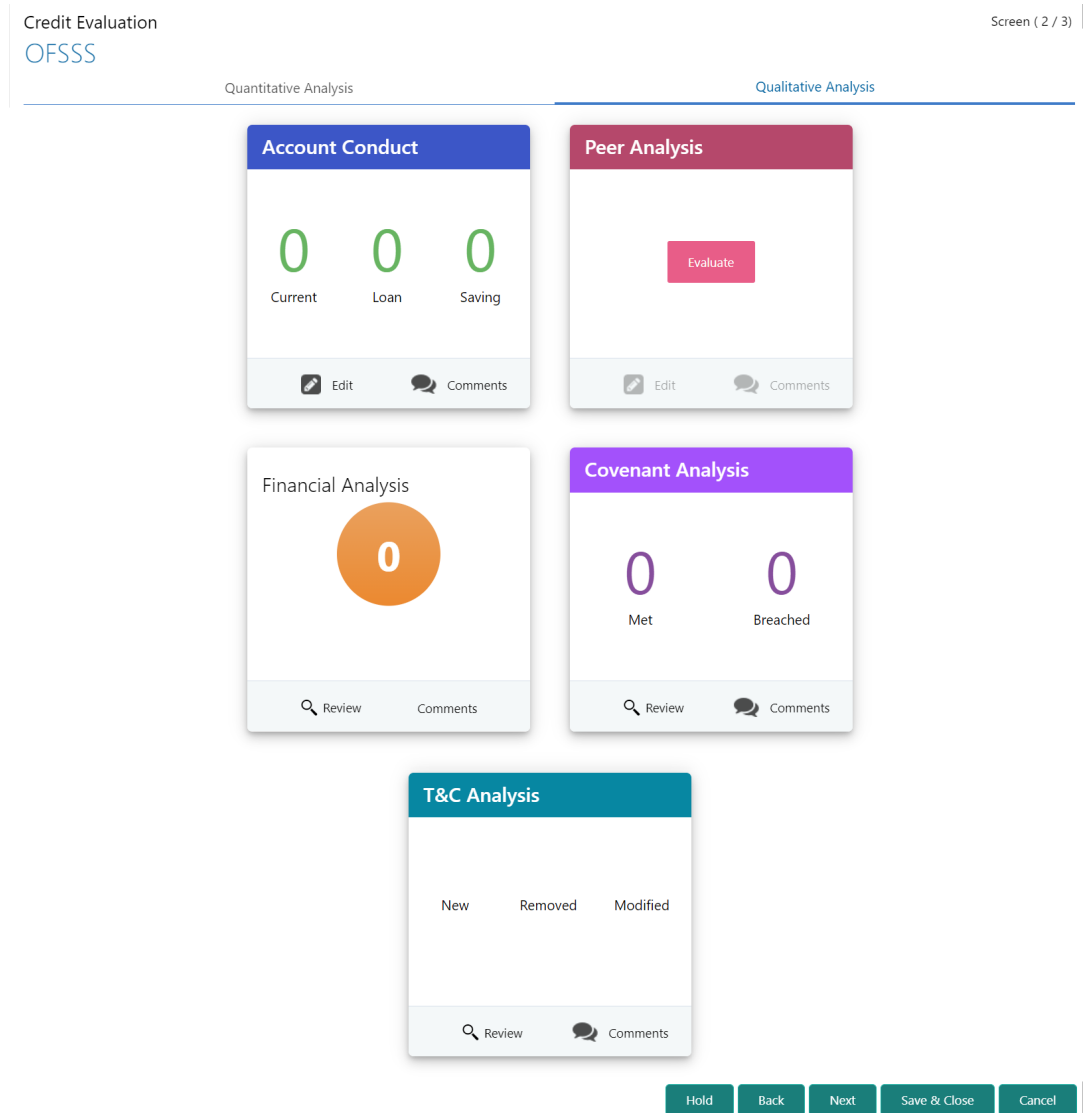 Credit Evaluation
Screen ( 2 / 3)
OFSSS
Quantitative Analysis
Qualitative Analysis
Account Conduct
0 0 0
Current Loan Saving
Edit Comments
Peer Analysis
Evaluate
Edit Comments
Financial Analysis
0
Review Comments
Covenant Analysis
0 0
Met Breached
Review Comments
T&C Analysis
New Removed Modified
Review Comments
Hold Back Next Save & Close Cancel